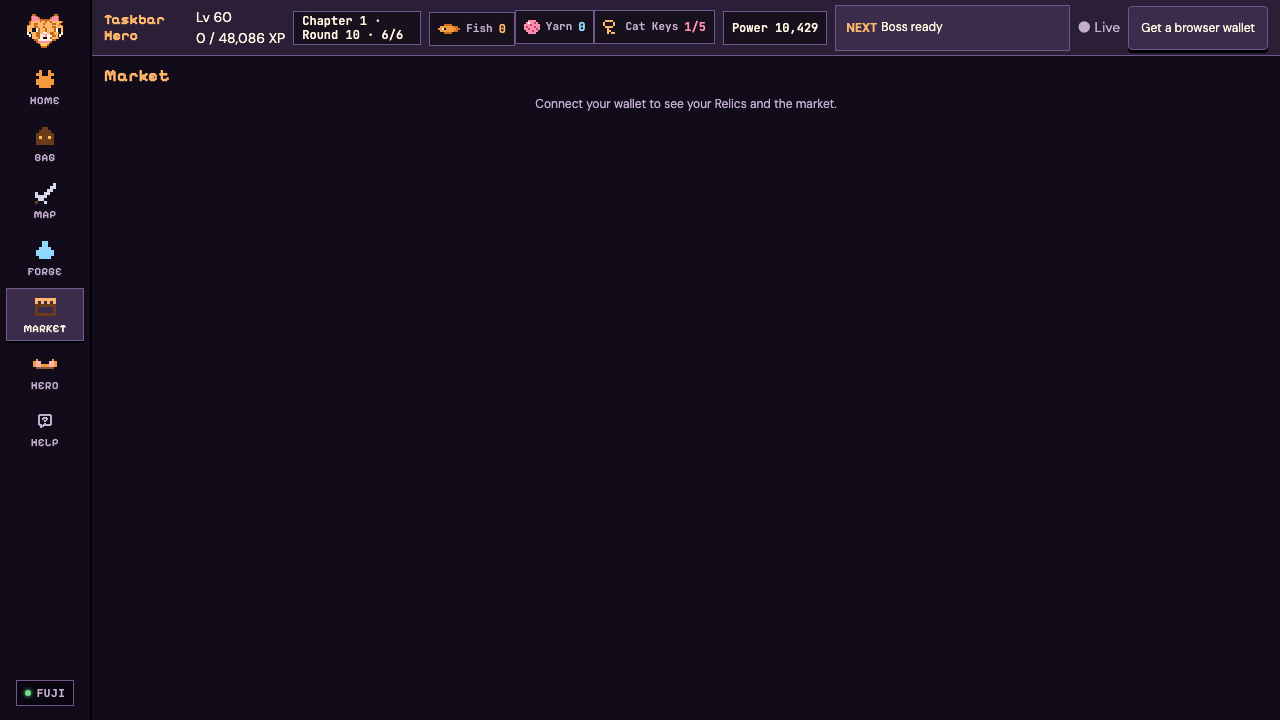 Taskbar
Hero
Lv 60
0 / 48,086 XP
Chapter 1 ·
Round 10 · 6/6
Fish 0
Yarn 0
Cat Keys 1/5
Power 10,429
NEXT Boss ready
Live
Get a browser wallet
HOME
BAG
MAP
FORGE
MARKET
HERO
HELP
FUJI
Market
Connect your wallet to see your Relics and the market.